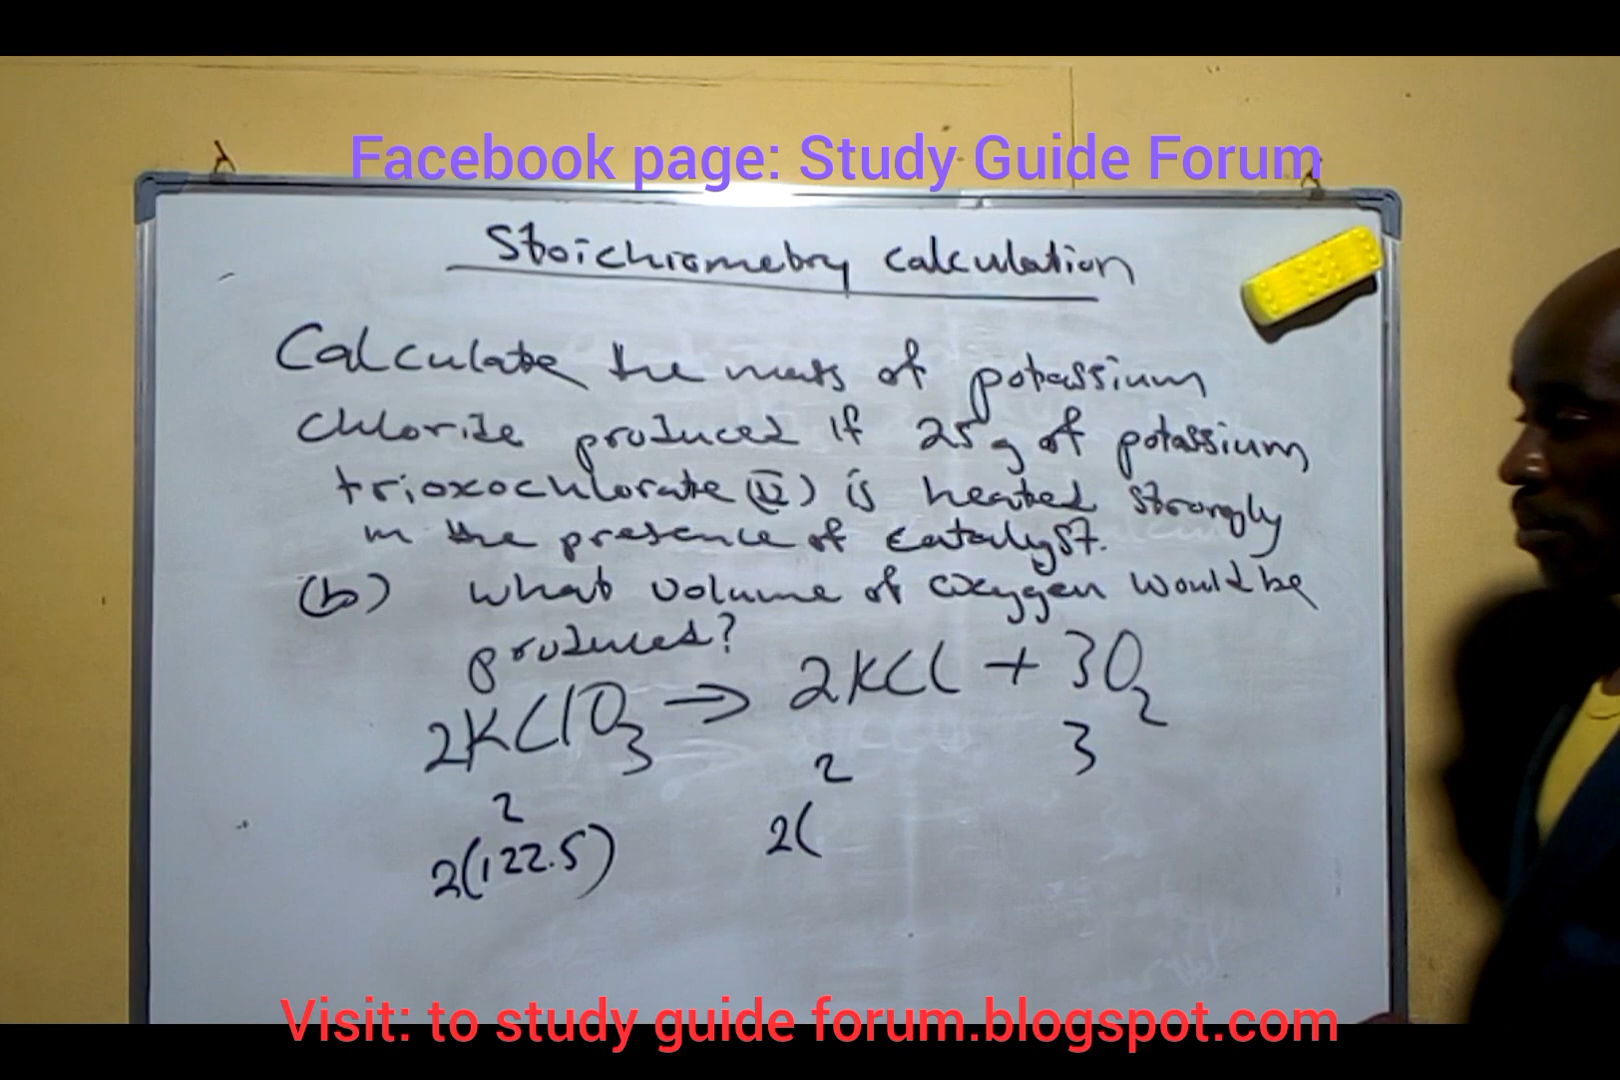 Facebook page: Study Guide Forum
Stoichiometry calculation
Calculate the mass of potassium
chloride produced if 25g of potassium
trioxochlorate (V) is heated strongly
in the presence of catalyst.
(b) what volume of oxygen would be
produced?
2KClO3 → 2KCl + 3O2
2 2 3
2(122.5) 2(
Visit: to study guide forum.blogspot.com